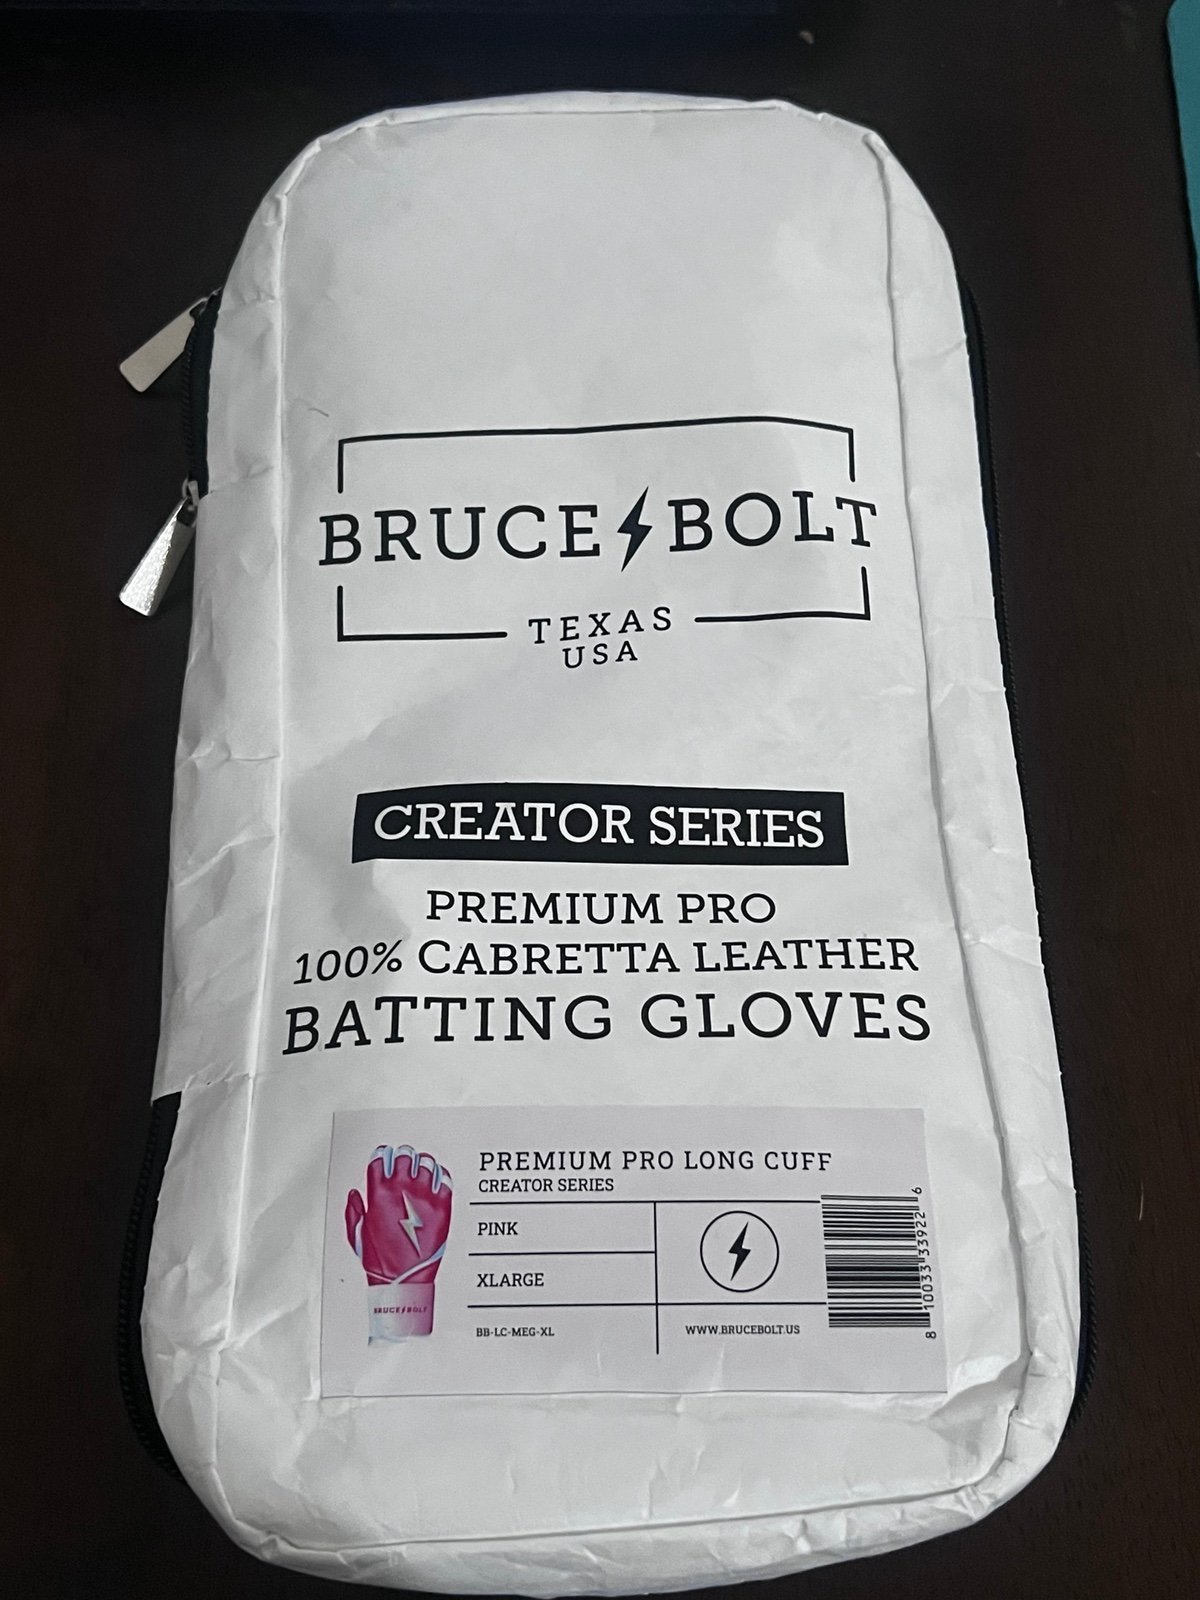 BRUCE BOLT
TEXAS
USA
CREATOR SERIES
PREMIUM PRO
100% CABRETTA LEATHER
BATTING GLOVES
PREMIUM PRO LONG CUFF
CREATOR SERIES
PINK
XLARGE
BB-LC-MEG-XL
WWW.BRUCEBOLT.US
BRUCE BOLT
8 10033 33922 6